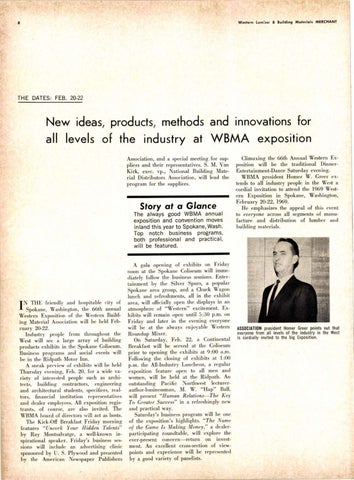 8
Western Lumber & Building Materials MERCHANT
THE DATES: FEB. 20-22
New ideas, products, methods and innovations for
all levels of the industry at WBMA exposition
IN THE friendly and hospitable city of
Spokane, Washington, the 66th annual
Western Exposition of the Western Build-
ing Material Association will be held Feb-
ruary 20-22.
Industry people from throughout the
West will see a large array of building
products exhibits in the Spokane Coliseum.
Business programs and social events will
be in the Ridpath Motor Inn.
A sneak preview of exhibits will be held
Thursday evening, Feb. 20, for a wide va-
riety of interested people such as archi-
tects, building contractors, engineering
and architectural students, specifiers, real-
tors, financial institution representatives
and dealer employees. All exposition regis-
trants, of course, are also invited. The
WBMA board of directors will act as hosts.
The Kick-Off Breakfast Friday morning
features "Uncork Your Hidden Talents"
by Ray Montsalvatge, a well-known in-
spirational speaker. Friday's business ses-
sions will include an advertising clinic
sponsored by U. S. Plywood and presented
by the American Newspaper Publishers
Association, and a special meeting for sup-
pliers and their representatives. S. M. Van
Kirk, exec. vp., National Building Mate-
rial Distributors Association, will lead the
program for the suppliers.
Story at a Glance
The always good WBMA annual
exposition and convention moves
inland this year to Spokane, Wash.
Top notch business programs,
both professional and practical,
will be featured.
A gala opening of exhibits on Friday
noon at the Spokane Coliseum will imme-
diately follow the business sessions. Enter-
tainment by the Silver Spurs, a popular
Spokane area group, and a Chuck Wagon
lunch and refreshments, all in the exhibit
area, will officially open the displays in an
atmosphere of "Western" excitement. Ex-
hibits will remain open until 5:30 p.m. on
Friday and later in the evening everyone
will be at the always enjoyable Western
Roundup Mixer.
On Saturday, Feb. 22, a Continental
Breakfast will be served at the Coliseum
prior to opening the exhibits at 9:00 a.m.
Following the closing of exhibits at 1:00
p.m. the All-Industry Luncheon, a regular
exposition feature open to all men and
women, will be held at the Ridpath. An
outstanding Pacific Northwest lecturer-
author-businessman, M. W. "Hap" Ball,
will present "Human Relations—The Key
To Greater Success" in a refreshingly new
and practical way.
Saturday's business program will be one
of the exposition's highlights. "The Name
of the Game Is Making Money," a dealer-
participating roundtable, will explore the
ever-present concern—return on invest-
ment. An excellent cross-section of view-
points and experience will be represented
by a good variety of panelists.
Climaxing the 66th Annual Western Ex-
position will be the traditional Dinner-
Entertainment-Dance Saturday evening.
WBMA president Homer W. Greer ex-
tends to all industry people in the West a
cordial invitation to attend the 1969 West-
ern Exposition in Spokane, Washington,
February 20-22, 1969.
He emphasizes the appeal of this event
to everyone across all segments of manu-
facture and distribution of lumber and
building materials.
ASSOCIATION president Homer Greer points out that
everyone from all levels of the industry in the West
is cordially invited to the big Exposition.